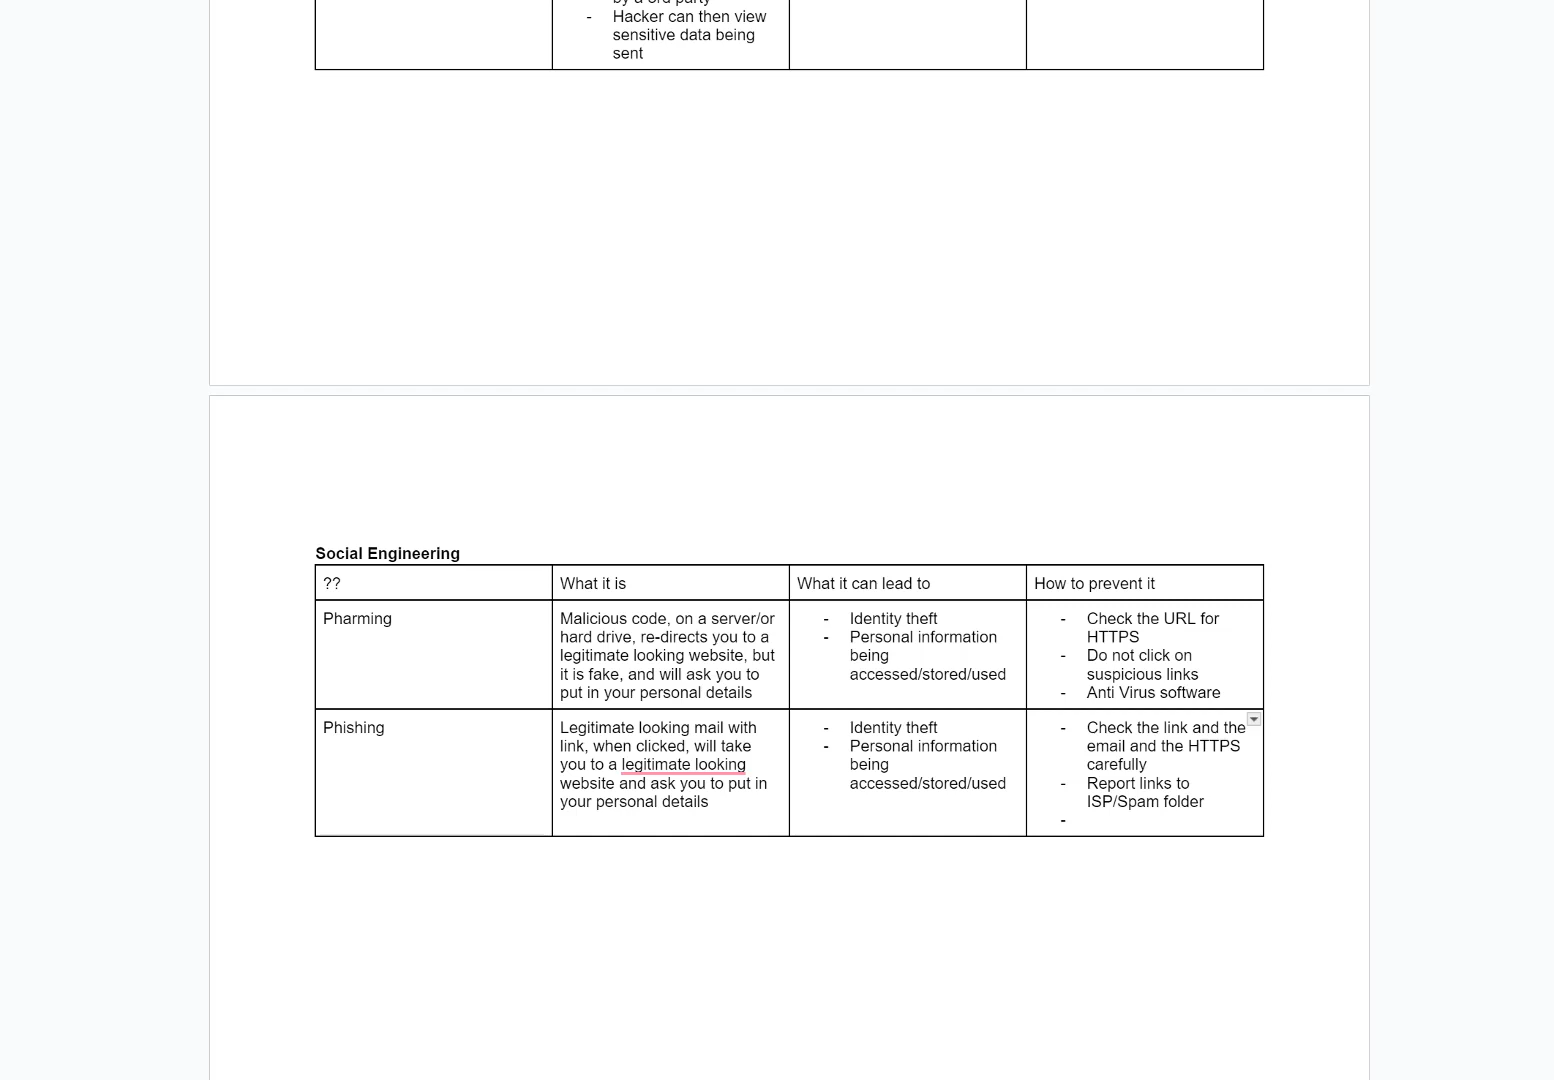 - Hacker can then view
sensitive data being
sent
Social Engineering
??
What it is
What it can lead to
How to prevent it
Pharming
Malicious code, on a server/or
hard drive, re-directs you to a
legitimate looking website, but
it is fake, and will ask you to
put in your personal details
- Identity theft
- Personal information
being
accessed/stored/used
- Check the URL for
HTTPS
- Do not click on
suspicious links
- Anti Virus software
Phishing
Legitimate looking mail with
link, when clicked, will take
you to a legitimate looking
website and ask you to put in
your personal details
- Identity theft
- Personal information
being
accessed/stored/used
- Check the link and the
email and the HTTPS
carefully
- Report links to
ISP/Spam folder
-